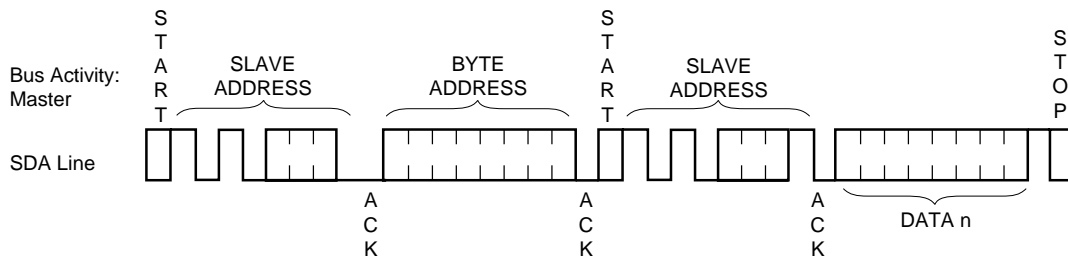 START
START
STOP
Bus Activity:
Master
SLAVE
ADDRESS
BYTE
ADDRESS
SLAVE
ADDRESS
SDA Line
ACK
ACK
ACK
DATA n